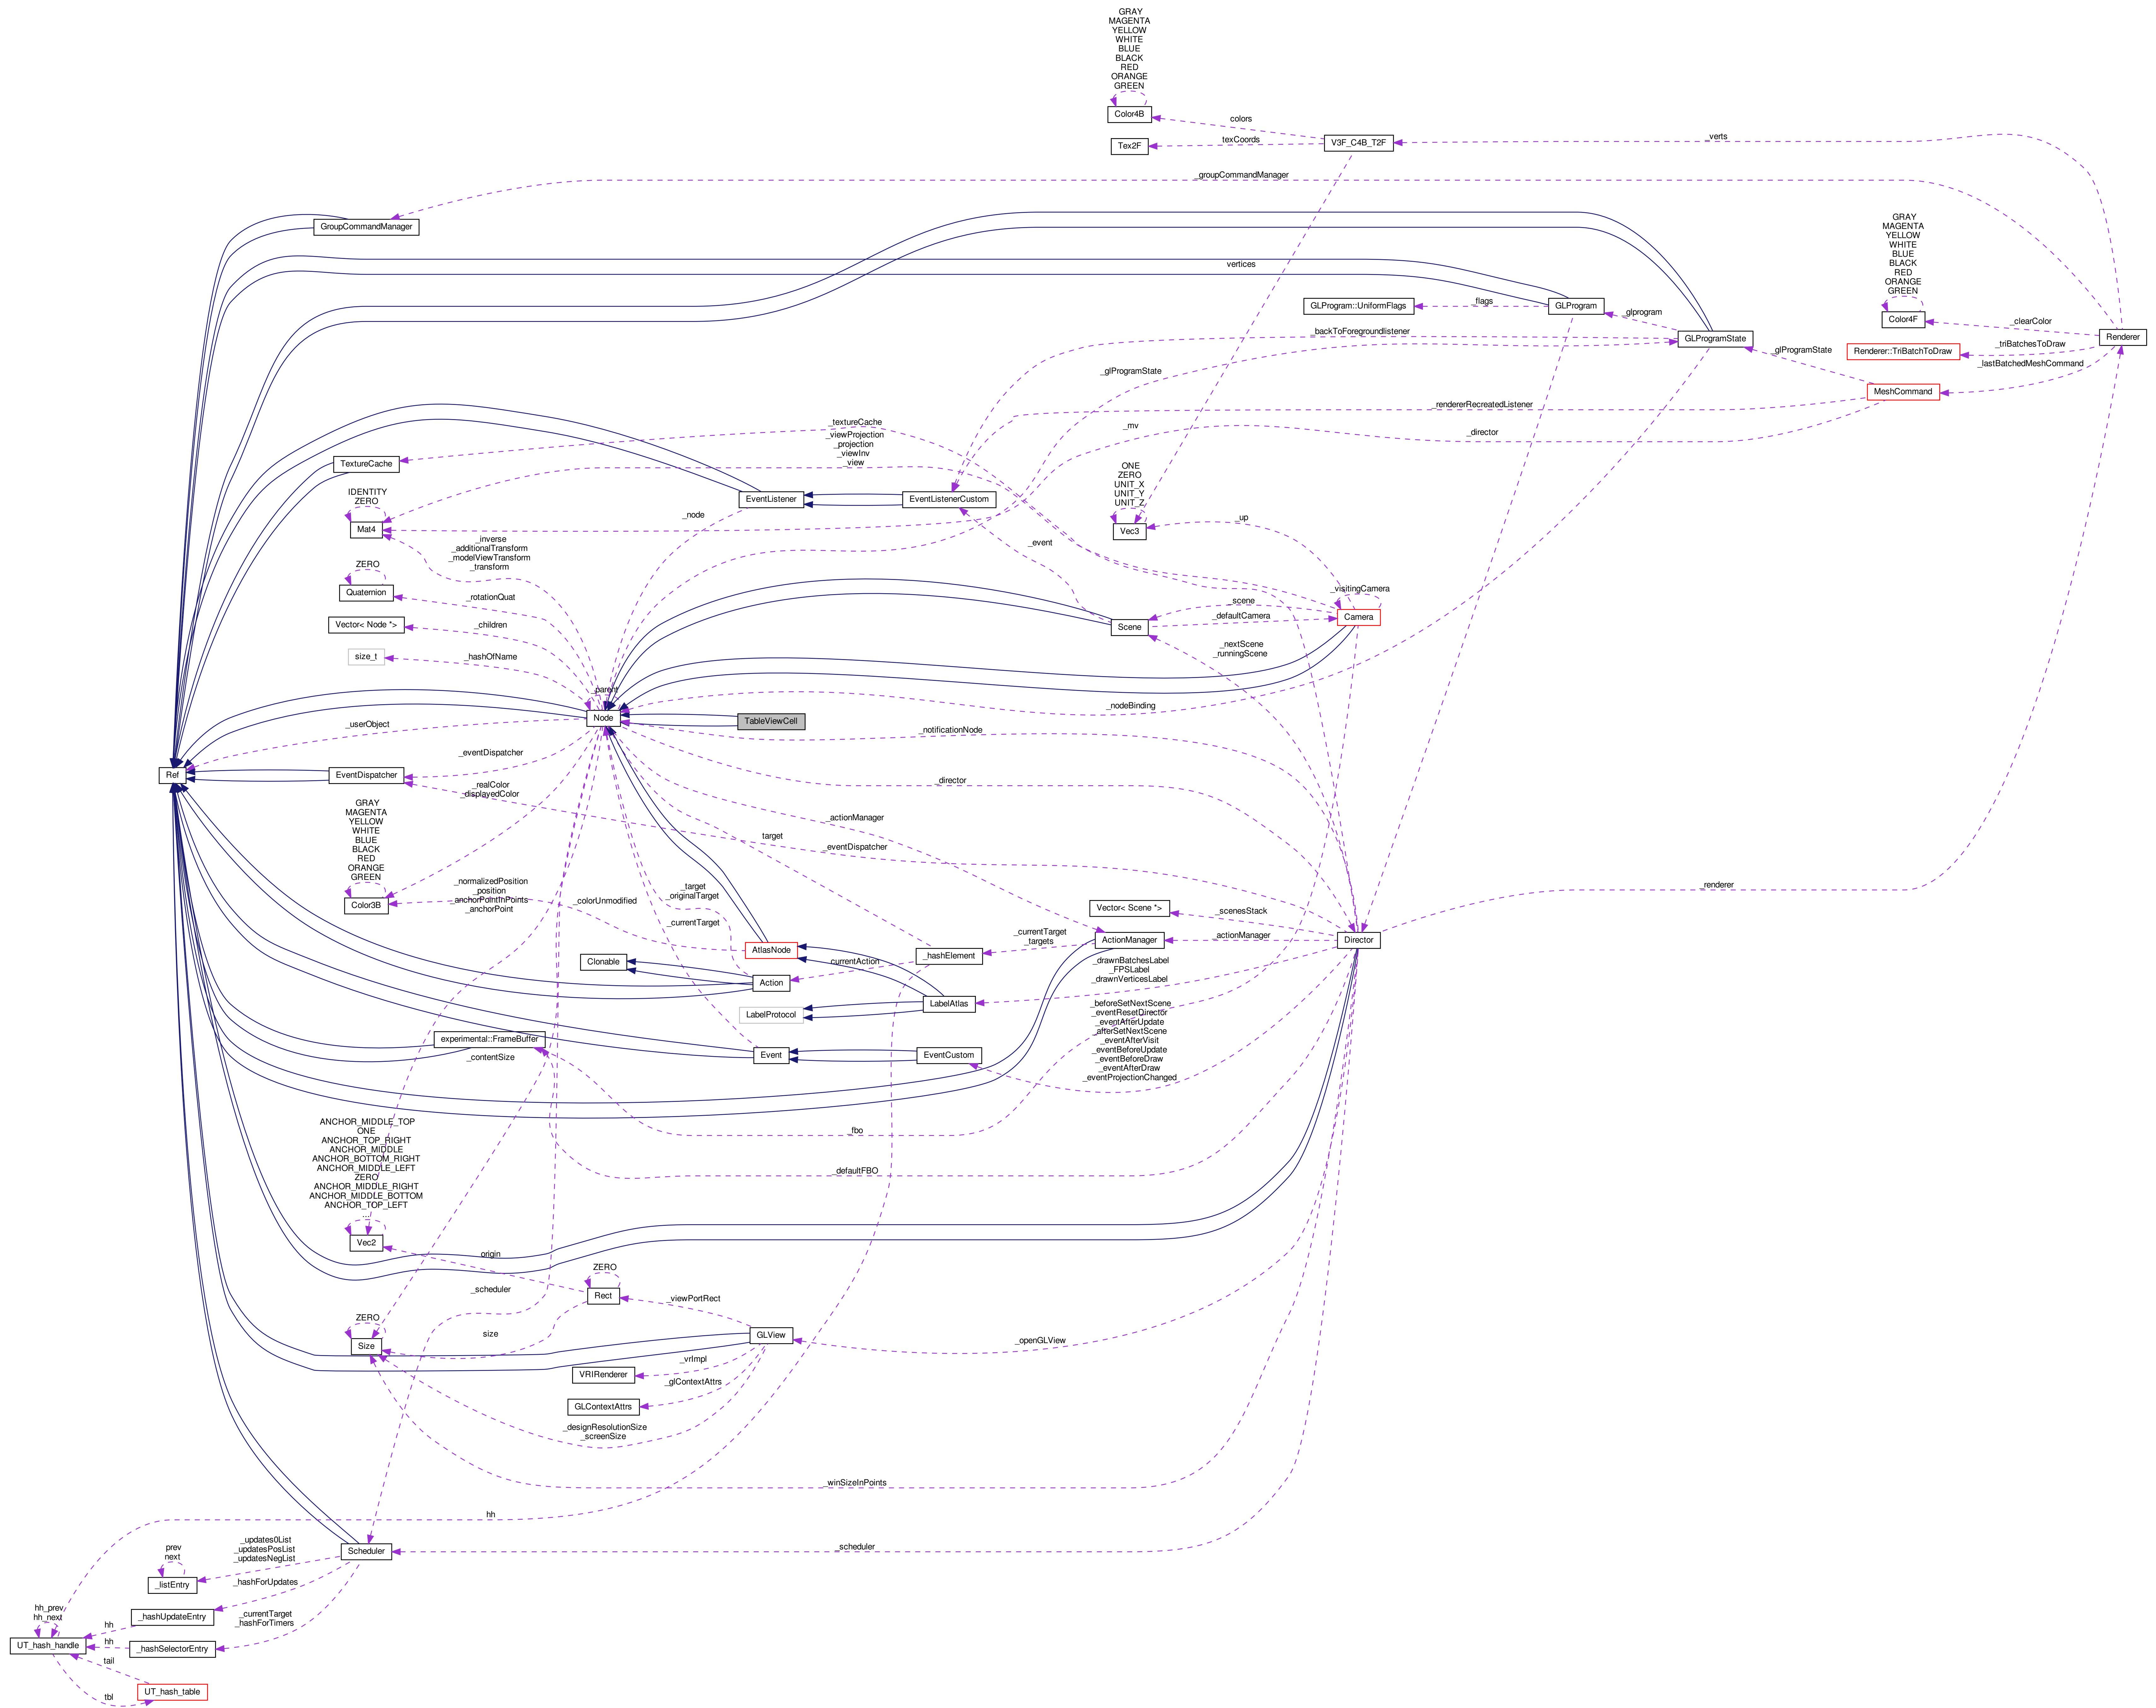 GRAY
MAGENTA
YELLOW
WHITE
BLUE
BLACK
RED
ORANGE
GREEN
Color4B
colors
Tex2F
texCoords
V3F_C4B_T2F
_verts
_groupCommandManager
GroupCommandManager
GRAY
MAGENTA
YELLOW
WHITE
BLUE
BLACK
RED
ORANGE
GREEN
Color4F
vertices
GLProgram::UniformFlags
_flags
GLProgram
_glprogram
_clearColor
_backToForegroundlistener
GLProgramState
Renderer
_triBatchesToDraw
Renderer::TriBatchToDraw
_glProgramState
_lastBatchedMeshCommand
_glProgramState
MeshCommand
_rendererRecreatedListener
_textureCache
_mv
_director
_viewProjection
_projection
_viewInv
_view
TextureCache
ONE
ZERO
UNIT_X
UNIT_Y
UNIT_Z
IDENTITY
ZERO
EventListener
EventListenerCustom
_node
_up
Mat4
Vec3
_inverse
_additionalTransform
_modelViewTransform
_transform
_event
ZERO
Quaternion
_visitingCamera
_rotationQuat
_scene
_defaultCamera
Camera
Vector< Node *>
_children
Scene
_nextScene
_runningScene
size_t
_hashOfName
_parent
Node
TableViewCell
_nodeBinding
_userObject
_notificationNode
_eventDispatcher
Ref
EventDispatcher
_director
_realColor
_displayedColor
GRAY
MAGENTA
YELLOW
WHITE
BLUE
BLACK
RED
ORANGE
GREEN
Color3B
_actionManager
target
_eventDispatcher
_normalizedPosition
_position
_anchorPointInPoints
_anchorPoint
_target
_originalTarget
_colorUnmodified
_renderer
Vector< Scene *>
_scenesStack
_currentTarget
_currentTarget
_targets
ActionManager
_actionManager
Director
AtlasNode
_hashElement
Clonable
currentAction
_drawnBatchesLabel
_FPSLabel
_drawnVerticesLabel
Action
LabelAtlas
LabelProtocol
_beforeSetNextScene
_eventResetDirector
_eventAfterUpdate
_afterSetNextScene
_eventAfterVisit
_eventBeforeUpdate
_eventBeforeDraw
_eventAfterDraw
_eventProjectionChanged
experimental::FrameBuffer
_contentSize
Event
EventCustom
ANCHOR_MIDDLE_TOP
ONE
ANCHOR_TOP_RIGHT
ANCHOR_MIDDLE
ANCHOR_BOTTOM_RIGHT
ANCHOR_MIDDLE_LEFT
ZERO
ANCHOR_MIDDLE_RIGHT
ANCHOR_MIDDLE_BOTTOM
ANCHOR_TOP_LEFT
...
_fbo
_defaultFBO
Vec2
origin
ZERO
Rect
_scheduler
_viewPortRect
ZERO
Size
size
GLView
_openGLView
_vrImpl
VRIRenderer
_glContextAttrs
GLContextAttrs
_designResolutionSize
_screenSize
_winSizeInPoints
hh
_updates0List
_updatesPosList
_updatesNegList
Scheduler
_scheduler
prev
next
_listEntry
_hashForUpdates
hh_prev
hh_next
_hashUpdateEntry
_currentTarget
_hashForTimers
hh
UT_hash_handle
hh
_hashSelectorEntry
tail
UT_hash_table
tbl